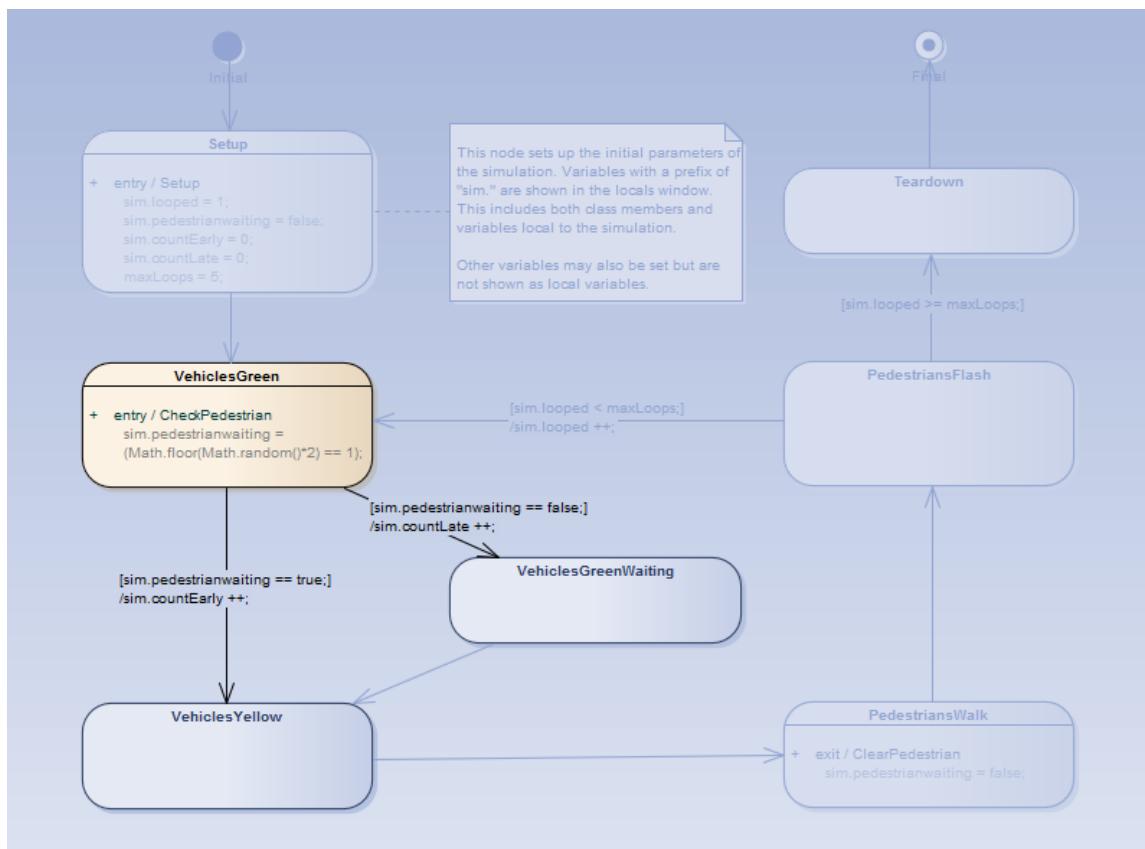 Initial
Final
Setup
+ entry / Setup
sim.looped = 1;
sim.pedestrianwaiting = false;
sim.countEarly = 0;
sim.countLate = 0;
maxLoops = 5;
This node sets up the initial parameters of
the simulation. Variables with a prefix of
"sim." are shown in the locals window.
This includes both class members and
variables local to the simulation.
Other variables may also be set but are
not shown as local variables.
Teardown
[sim.looped >= maxLoops;]
VehiclesGreen
+ entry / CheckPedestrian
sim.pedestrianwaiting =
(Math.floor(Math.random()*2) == 1);
[sim.looped < maxLoops;]
/sim.looped ++;
PedestriansFlash
[sim.pedestrianwaiting == false;]
/sim.countLate ++;
[sim.pedestrianwaiting == true;]
/sim.countEarly ++;
VehiclesGreenWaiting
VehiclesYellow
PedestriansWalk
+ exit / ClearPedestrian
sim.pedestrianwaiting = false;